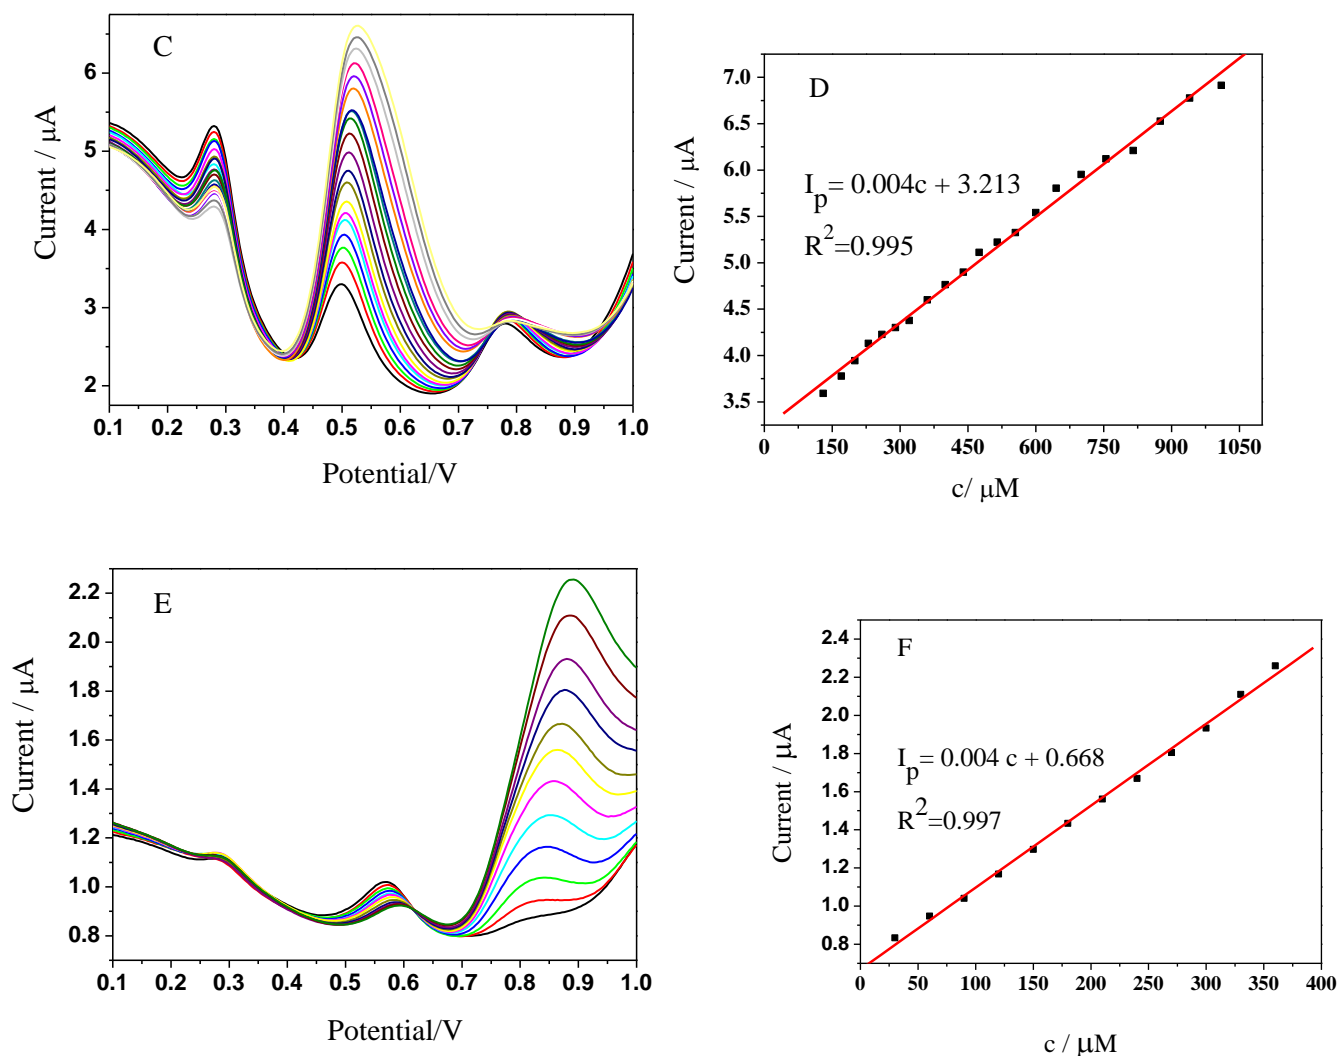 C
6
5
4
3
2
Current / μA
0.1 0.2 0.3 0.4 0.5 0.6 0.7 0.8 0.9 1.0
Potential/V
D
7.0
6.5
6.0
5.5
5.0
4.5
4.0
3.5
Current / μA
I_p= 0.004c + 3.213
R²=0.995
0 150 300 450 600 750 900 1050
c/ μM
E
2.2
2.0
1.8
1.6
1.4
1.2
1.0
0.8
Current / μA
0.1 0.2 0.3 0.4 0.5 0.6 0.7 0.8 0.9 1.0
Potential/V
F
2.4
2.2
2.0
1.8
1.6
1.4
1.2
1.0
0.8
Current / μA
I_p= 0.004 c + 0.668
R²=0.997
0 50 100 150 200 250 300 350 400
c / μM